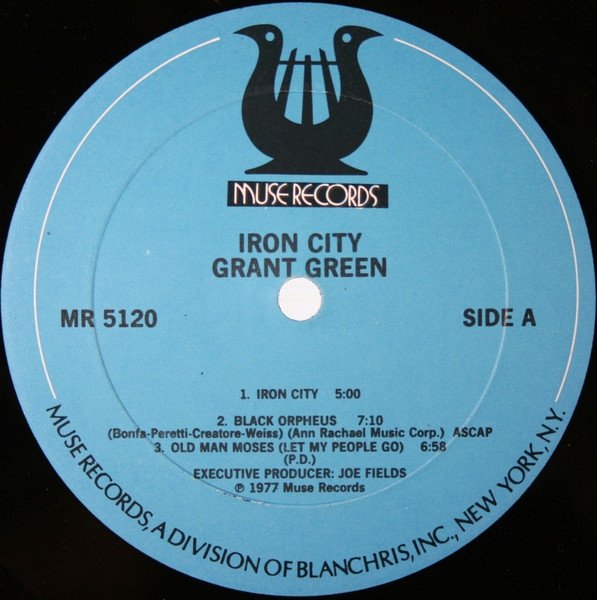 MUSE RECORDS
IRON CITY
GRANT GREEN
MR 5120
SIDE A
1. IRON CITY 5:00
2. BLACK ORPHEUS 7:10
(Bonfa-Peretti-Creatore-Weiss) (Ann Rachael Music Corp.) ASCAP
3. OLD MAN MOSES (LET MY PEOPLE GO) 6:58
(P.D.)
EXECUTIVE PRODUCER: JOE FIELDS
℗ 1977 Muse Records
MUSE RECORDS, A DIVISION OF BLANCHRIS, INC., NEW YORK, N.Y.